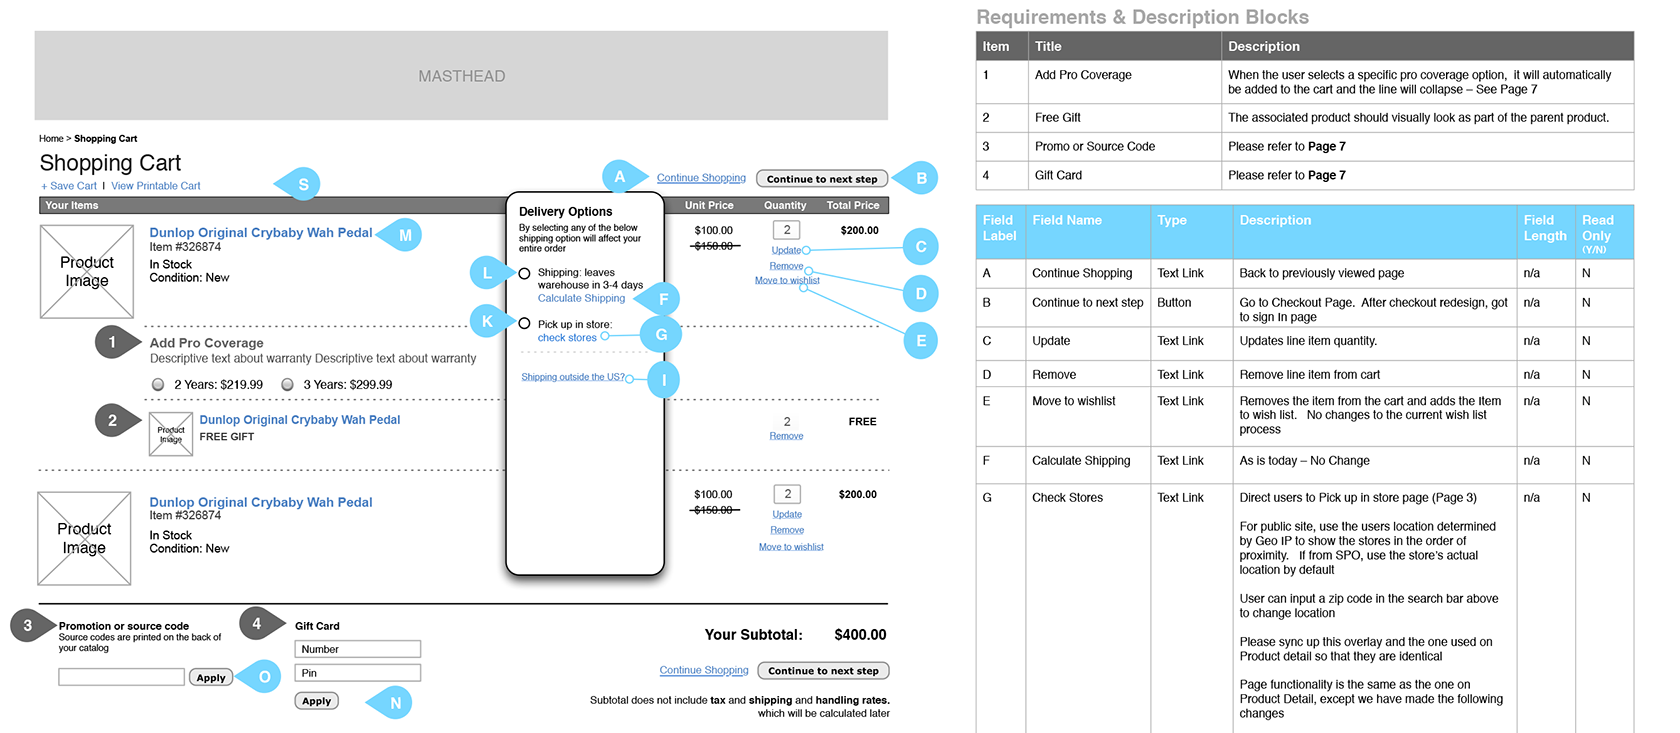 MASTHEAD
Home > Shopping Cart
Shopping Cart
+ Save Cart I View Printable Cart
S
A
Continue Shopping
Continue to next step
B
Your Items
Unit Price
Quantity
Total Price
Product
Image
Dunlop Original Crybaby Wah Pedal
M
Item #326874
In Stock
Condition: New
Delivery Options
By selecting any of the below
shipping option will affect your
entire order
L
Shipping: leaves
warehouse in 3-4 days
Calculate Shipping
F
K
Pick up in store:
check stores
G
Shipping outside the US?
I
$100.00
$150.00
2
Update
Remove
Move to wishlist
$200.00
C
D
E
1
Add Pro Coverage
Descriptive text about warranty Descriptive text about warranty
2 Years: $219.99
3 Years: $299.99
2
Product
Image
Dunlop Original Crybaby Wah Pedal
FREE GIFT
2
Remove
FREE
Product
Image
Dunlop Original Crybaby Wah Pedal
Item #326874
In Stock
Condition: New
$100.00
$150.00
2
Update
Remove
Move to wishlist
$200.00
3
Promotion or source code
Source codes are printed on the back of
your catalog
Apply
O
4
Gift Card
Number
Pin
Apply
N
Your Subtotal: $400.00
Continue Shopping
Continue to next step
Subtotal does not include tax and shipping and handling rates.
which will be calculated later
Requirements & Description Blocks
Item Title Description
1 Add Pro Coverage When the user selects a specific pro coverage option, it will automatically
be added to the cart and the line will collapse – See Page 7
2 Free Gift The associated product should visually look as part of the parent product.
3 Promo or Source Code Please refer to Page 7
4 Gift Card Please refer to Page 7
Field Field Name Type Description Field Read
Label Length Only
(Y/N)
A Continue Shopping Text Link Back to previously viewed page n/a N
B Continue to next step Button Go to Checkout Page. After checkout redesign, got n/a N
to sign In page
C Update Text Link Updates line item quantity. n/a N
D Remove Text Link Remove line item from cart n/a N
E Move to wishlist Text Link Removes the item from the cart and adds the Item n/a N
to wish list. No changes to the current wish list
process
F Calculate Shipping Text Link As is today – No Change n/a N
G Check Stores Text Link Direct users to Pick up in store page (Page 3) n/a N
For public site, use the users location determined
by Geo IP to show the stores in the order of
proximity. If from SPO, use the store's actual
location by default
User can input a zip code in the search bar above
to change location
Please sync up this overlay and the one used on
Product detail so that they are identical
Page functionality is the same as the one on
Product Detail, except we have made the following
changes